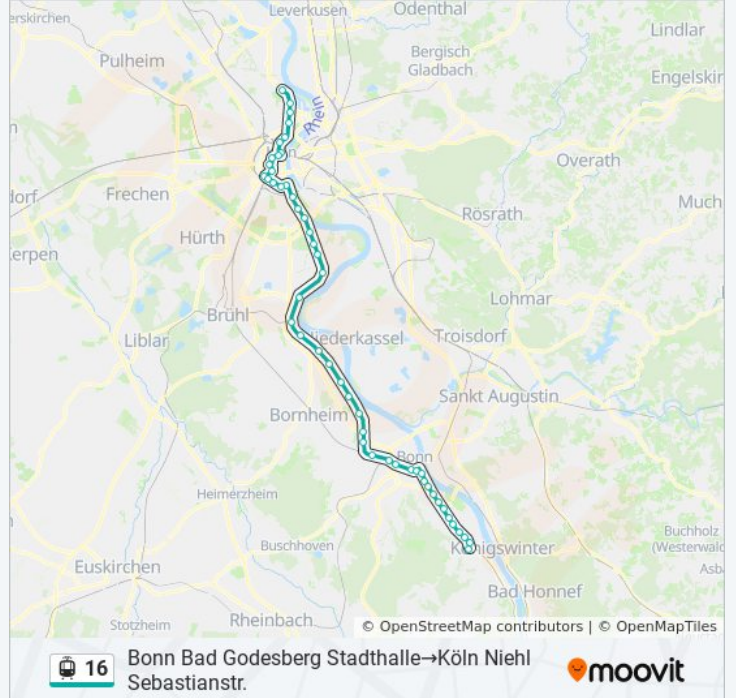 Leverkusen
Odenthal
erskirchen
Lindlar
Pulheim
Bergisch
Gladbach
Engelskir
Rhein
Overath
dorf
Frechen
Much
Rösrath
Hürth
erpen
Lohmar
Brühl
iederkassel
Troisdorf
Liblar
Sankt Augustin
Bornheim
Bonn
Heimerzheim
Buchholz
(Westerwald
Buschhoven
Königswinter
Euskirchen
Asb
Bad Honnef
Stotzheim
Rheinbach
© OpenStreetMap contributors | © OpenMapTiles
16
Bonn Bad Godesberg Stadthalle→Köln Niehl
Sebastianstr.
moovit